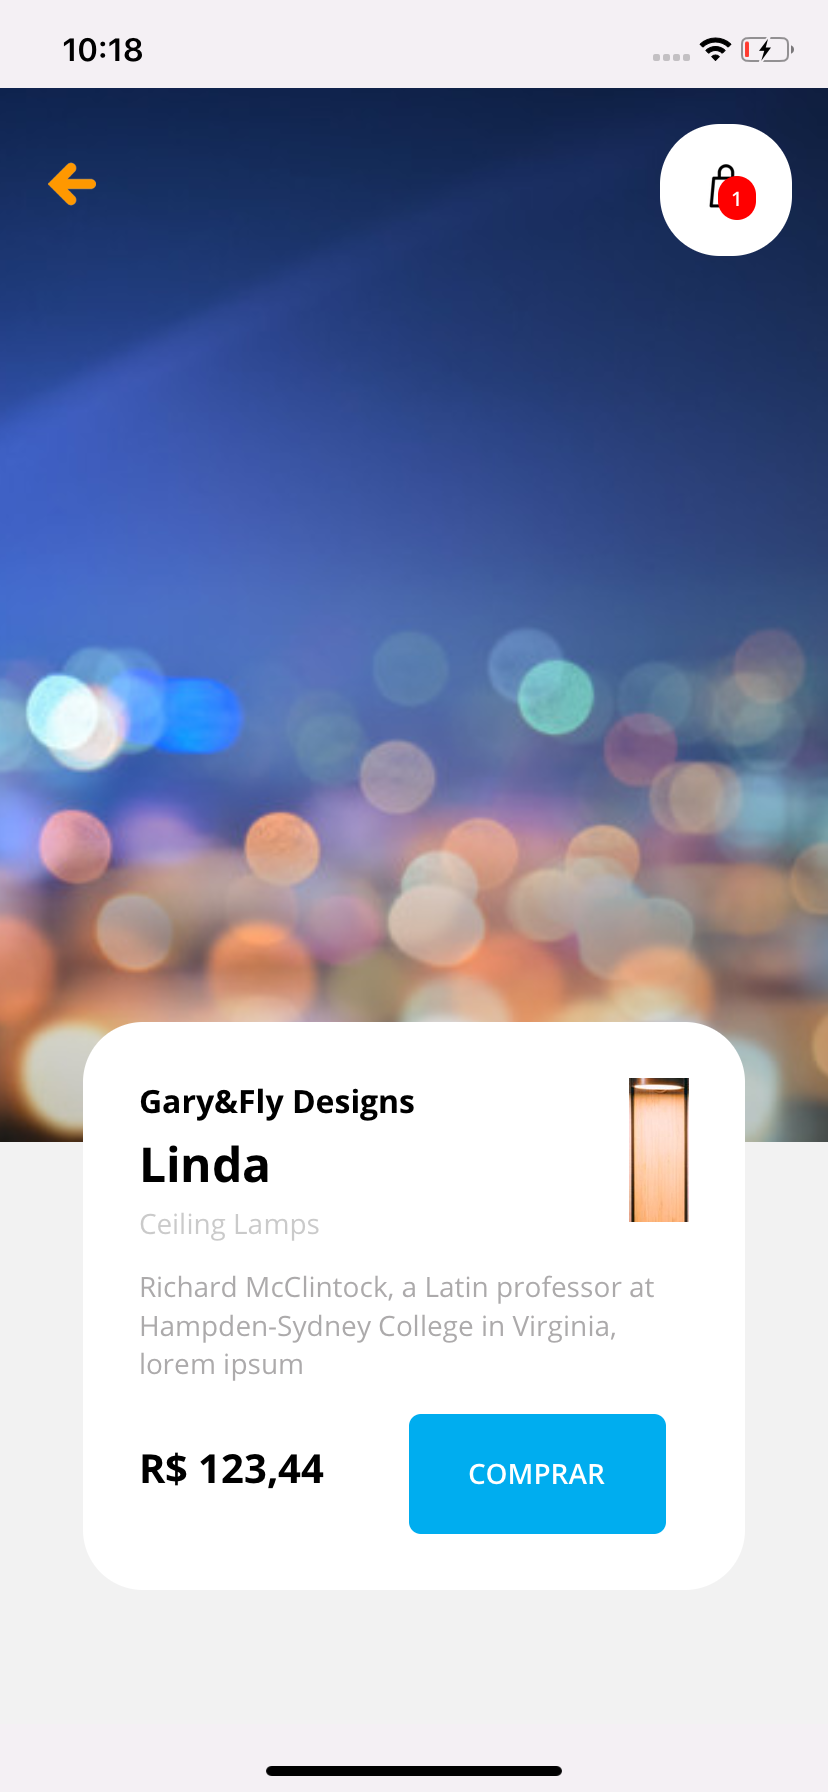 10:18
1
Gary&Fly Designs
Linda
Ceiling Lamps
Richard McClintock, a Latin professor at
Hampden-Sydney College in Virginia,
lorem ipsum
R$ 123,44
COMPRAR